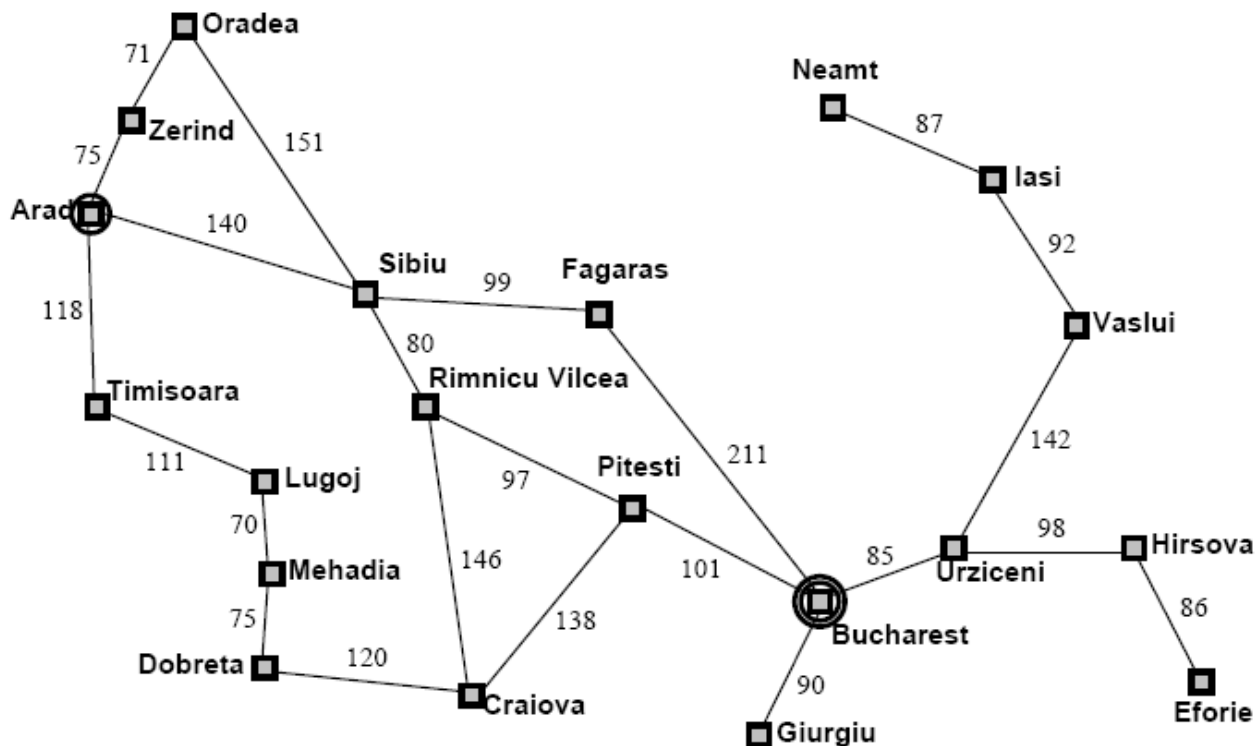 Oradea
71
Neamt
Zerind
87
151
75
Iasi
Arad
140
92
Sibiu
Fagaras
99
118
Vaslui
80
Rimnicu Vilcea
Timisoara
142
111
211
Pitesti
Lugoj
97
70
98
Hirsova
146
85
Urziceni
Mehadia
101
86
75
138
Bucharest
Dobreta
120
90
Craiova
Eforie
Giurgiu